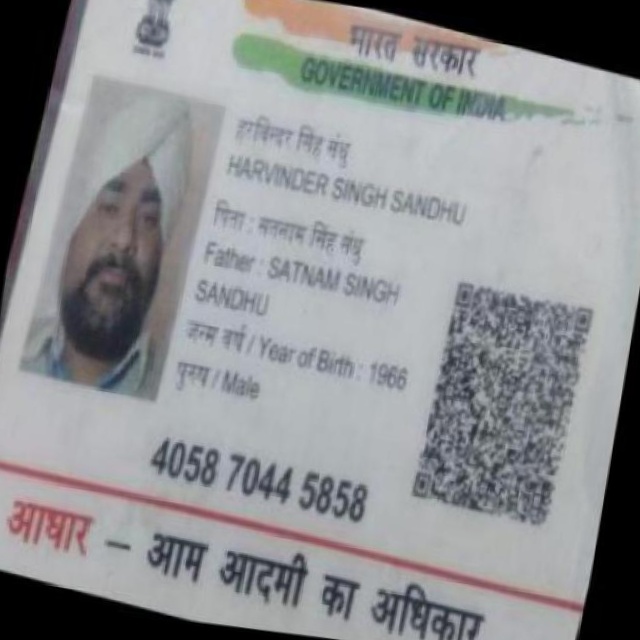 भारत सरकार
GOVERNMENT OF INDIA
हरविन्दर सिंह संधु
HARVINDER SINGH SANDHU
पिता : सतनाम सिंह संधु
Father : SATNAM SINGH
SANDHU
जन्म वर्ष / Year of Birth : 1966
पुरुष / Male
4058 7044 5858
आधार – आम आदमी का अधिकार